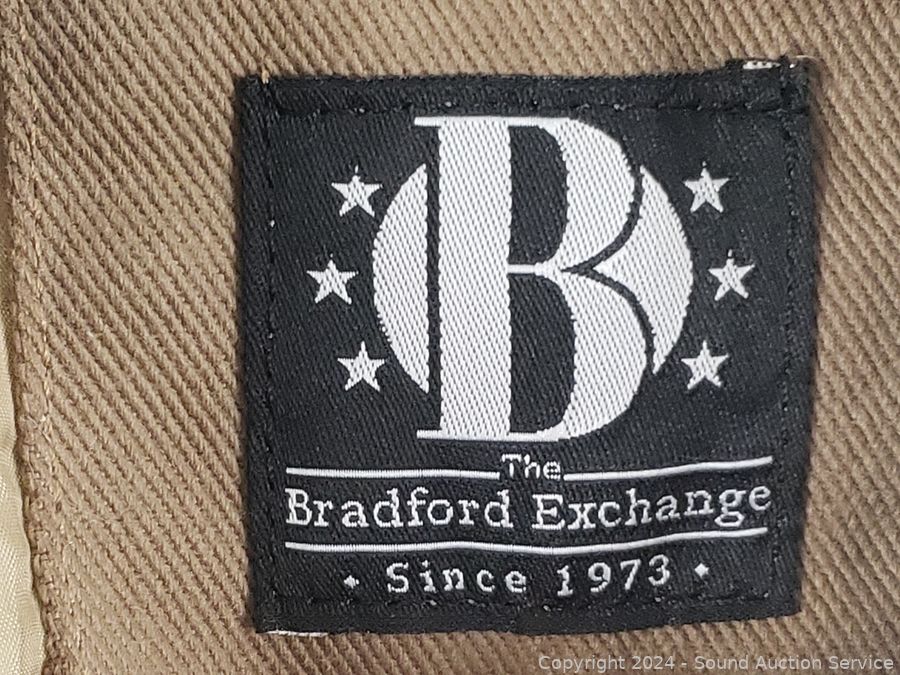 B
The
Bradford Exchange
• Since 1973 •
Copyright 2024 - Sound Auction Service